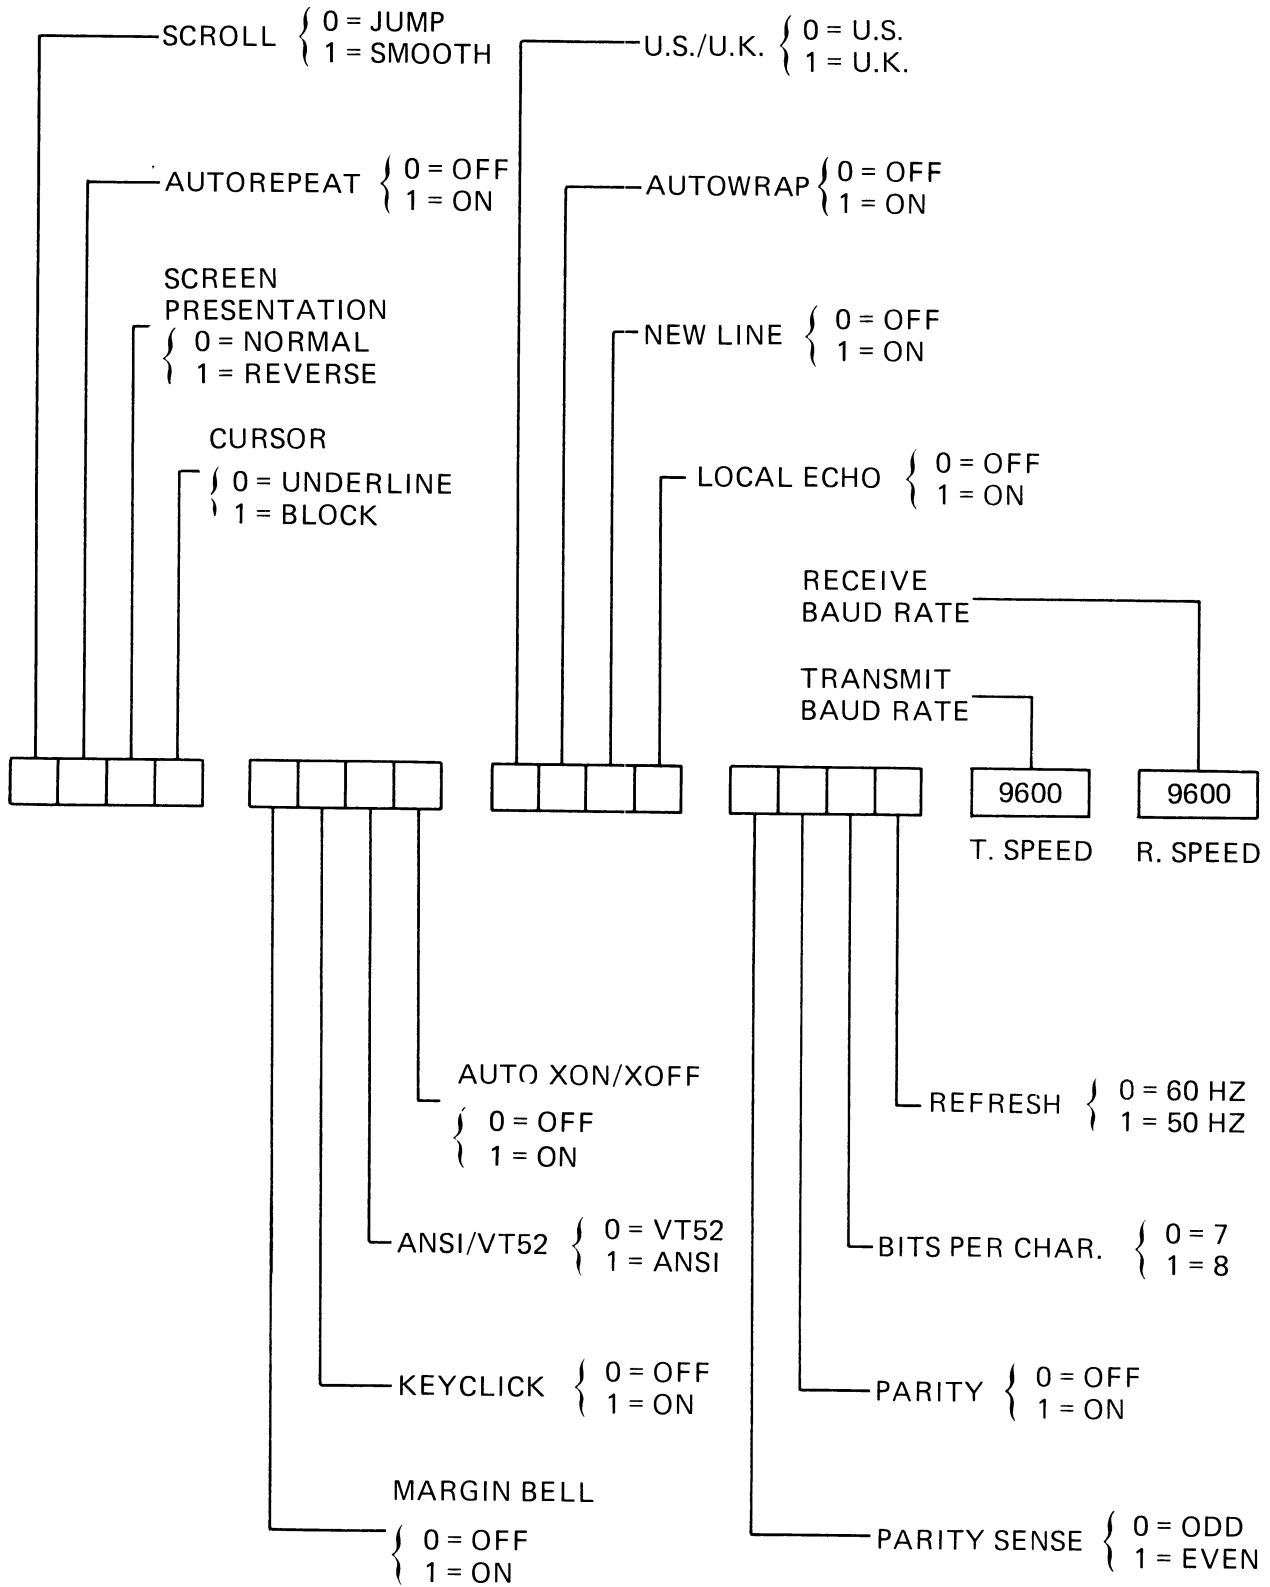 SCROLL
0 = JUMP
1 = SMOOTH
U.S./U.K.
0 = U.S.
1 = U.K.
AUTOREPEAT
0 = OFF
1 = ON
AUTOWRAP
0 = OFF
1 = ON
SCREEN
PRESENTATION
0 = NORMAL
1 = REVERSE
NEW LINE
0 = OFF
1 = ON
CURSOR
0 = UNDERLINE
1 = BLOCK
LOCAL ECHO
0 = OFF
1 = ON
RECEIVE
BAUD RATE
TRANSMIT
BAUD RATE
9600
9600
T. SPEED
R. SPEED
AUTO XON/XOFF
0 = OFF
1 = ON
REFRESH
0 = 60 HZ
1 = 50 HZ
ANSI/VT52
0 = VT52
1 = ANSI
BITS PER CHAR.
0 = 7
1 = 8
KEYCLICK
0 = OFF
1 = ON
PARITY
0 = OFF
1 = ON
MARGIN BELL
0 = OFF
1 = ON
PARITY SENSE
0 = ODD
1 = EVEN